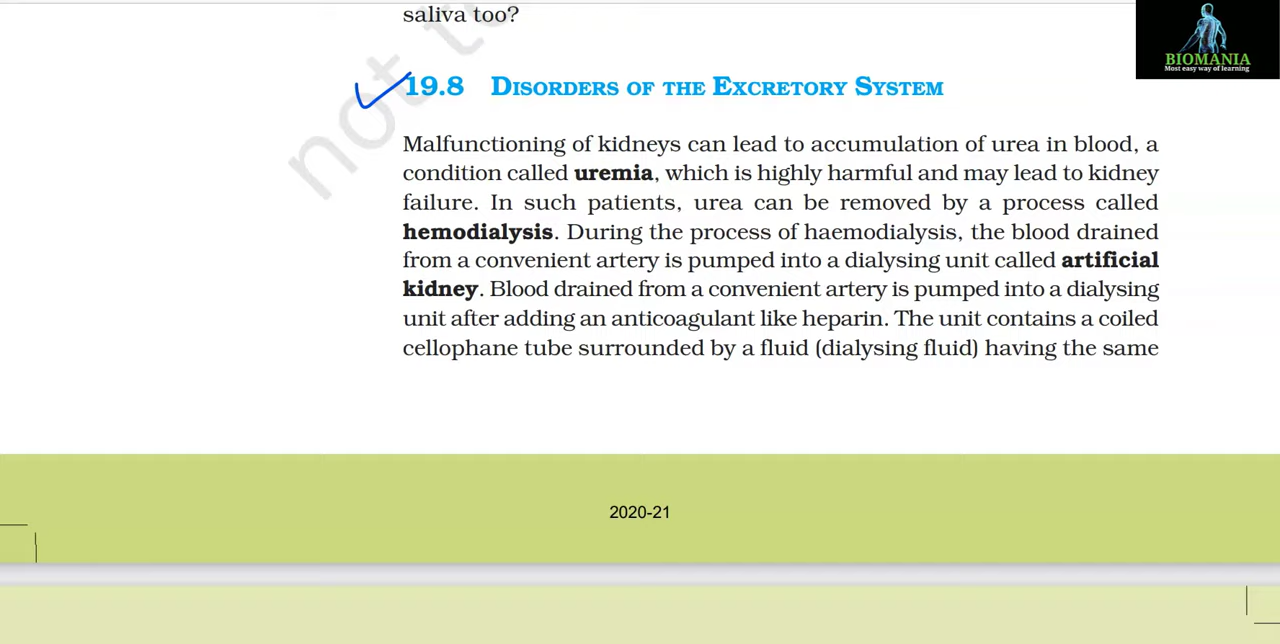 saliva too?
BIOMANIA
Most easy way of learning
not t
19.8 DISORDERS OF THE EXCRETORY SYSTEM
Malfunctioning of kidneys can lead to accumulation of urea in blood, a
condition called uremia, which is highly harmful and may lead to kidney
failure. In such patients, urea can be removed by a process called
hemodialysis. During the process of haemodialysis, the blood drained
from a convenient artery is pumped into a dialysing unit called artificial
kidney. Blood drained from a convenient artery is pumped into a dialysing
unit after adding an anticoagulant like heparin. The unit contains a coiled
cellophane tube surrounded by a fluid (dialysing fluid) having the same
2020-21